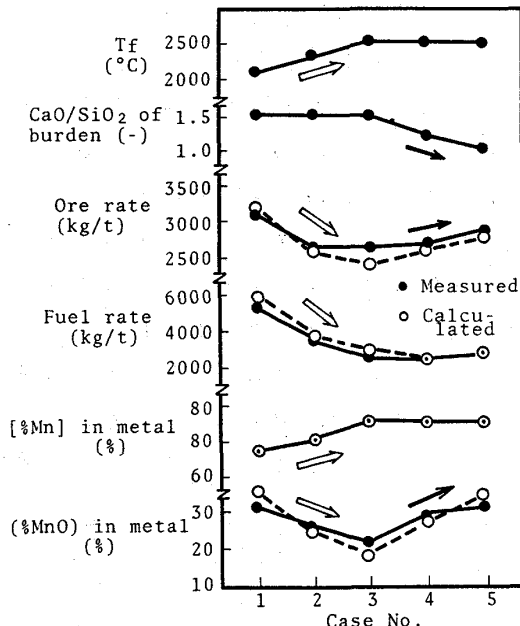 Tf
(°C)
2500
2000
CaO/SiO2 of
burden (-)
1.5
1.0
Ore rate
(kg/t)
3500
3000
2500
Measured
Calcu-
lated
Fuel rate
(kg/t)
6000
4000
2000
[%Mn] in metal
(%)
80
80
60
(%MnO) in metal
(%)
30
20
10
1 2 3 4 5
Case No.